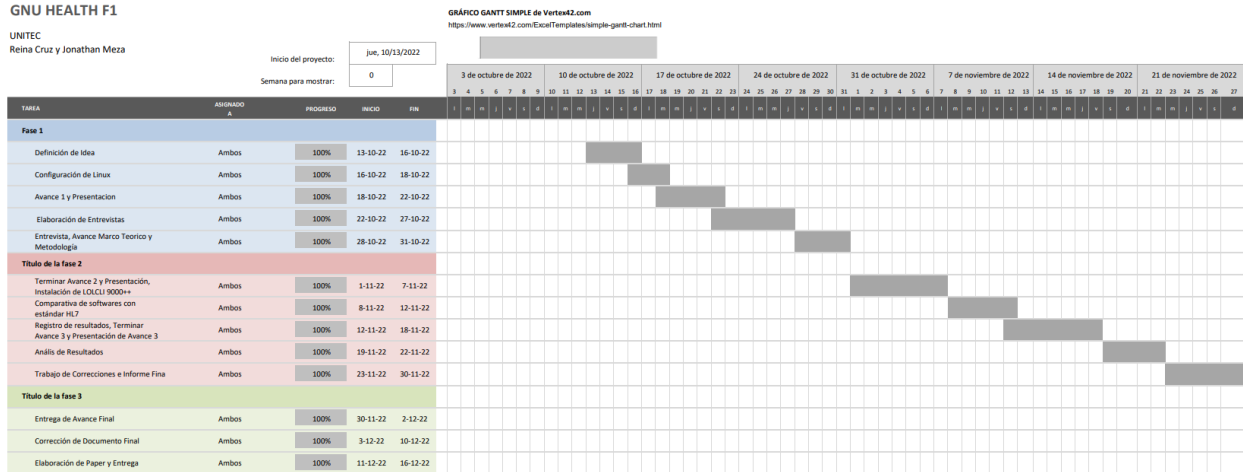 GNU HEALTH F1
GRÁFICO GANTT SIMPLE de Vertex42.com
https://www.vertex42.com/ExcelTemplates/simple-gantt-chart.html
UNITEC
Reina Cruz y Jonathan Meza
Inicio del proyecto: jue, 10/13/2022
Semana para mostrar: 0
3 de octubre de 2022 10 de octubre de 2022 17 de octubre de 2022 24 de octubre de 2022 31 de octubre de 2022 7 de noviembre de 2022 14 de noviembre de 2022 21 de noviembre de 2022
3 4 5 6 7 8 9 10 11 12 13 14 15 16 17 18 19 20 21 22 23 24 25 26 27 28 29 30 31 1 2 3 4 5 6 7 8 9 10 11 12 13 14 15 16 17 18 19 20 21 22 23 24 25 26 27
TAREA ASIGNADO A PROGRESO INICIO FIN l m m j v s d l m m j v s d l m m j v s d l m m j v s d l m m j v s d l m m j v s d l m m j v s d l m m j v s d
Fase 1
Definición de Idea Ambos 100% 13-10-22 16-10-22
Configuración de Linux Ambos 100% 16-10-22 18-10-22
Avance 1 y Presentacion Ambos 100% 18-10-22 22-10-22
Elaboración de Entrevistas Ambos 100% 22-10-22 27-10-22
Entrevista, Avance Marco Teorico y
Metodología Ambos 100% 28-10-22 31-10-22
Título de la fase 2
Terminar Avance 2 y Presentación,
Instalación de LOLCLI 9000++ Ambos 100% 1-11-22 7-11-22
Comparativa de softwares con
estándar HL7 Ambos 100% 8-11-22 12-11-22
Registro de resultados, Terminar
Avance 3 y Presentación de Avance 3 Ambos 100% 12-11-22 18-11-22
Anális de Resultados Ambos 100% 19-11-22 22-11-22
Trabajo de Correcciones e Informe Fina Ambos 100% 23-11-22 30-11-22
Título de la fase 3
Entrega de Avance Final Ambos 100% 30-11-22 2-12-22
Corrección de Documento Final Ambos 100% 3-12-22 10-12-22
Elaboración de Paper y Entrega Ambos 100% 11-12-22 16-12-22